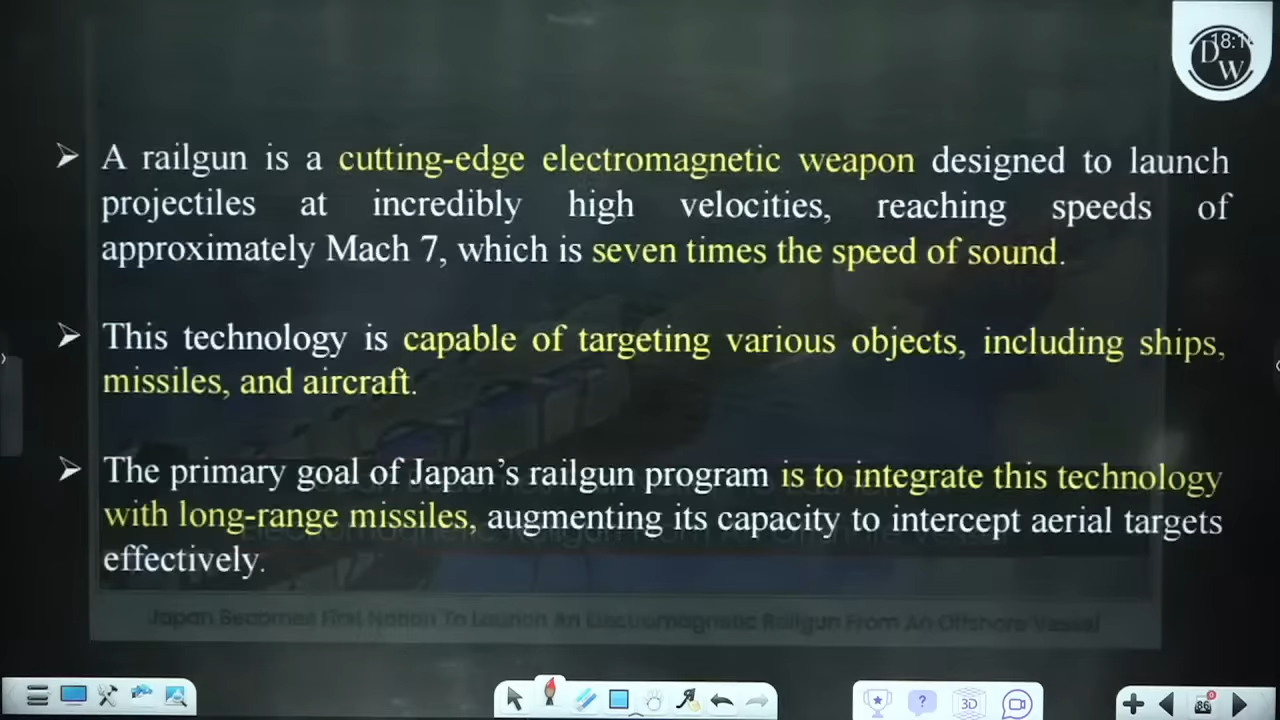 18:1
D
W
➢ A railgun is a cutting-edge electromagnetic weapon designed to launch
projectiles at incredibly high velocities, reaching speeds of
approximately Mach 7, which is seven times the speed of sound.
➢ This technology is capable of targeting various objects, including ships,
missiles, and aircraft.
➢ The primary goal of Japan’s railgun program is to integrate this technology
with long-range missiles, augmenting its capacity to intercept aerial targets
effectively.
Japan Becomes First Nation To Launch An Electromagnetic Railgun From An Offshore Vessel
?
3D
86